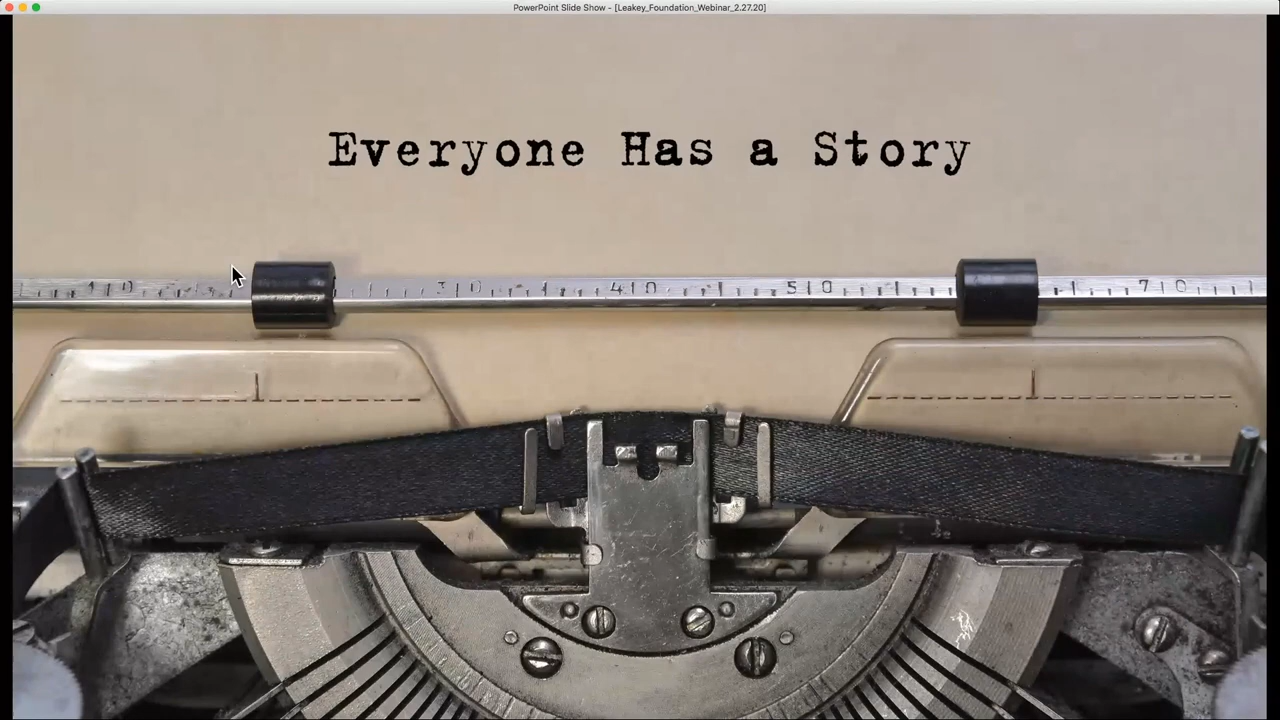 PowerPoint Slide Show - [Leakey_Foundation_Webinar_2.27.20]
Everyone Has a Story